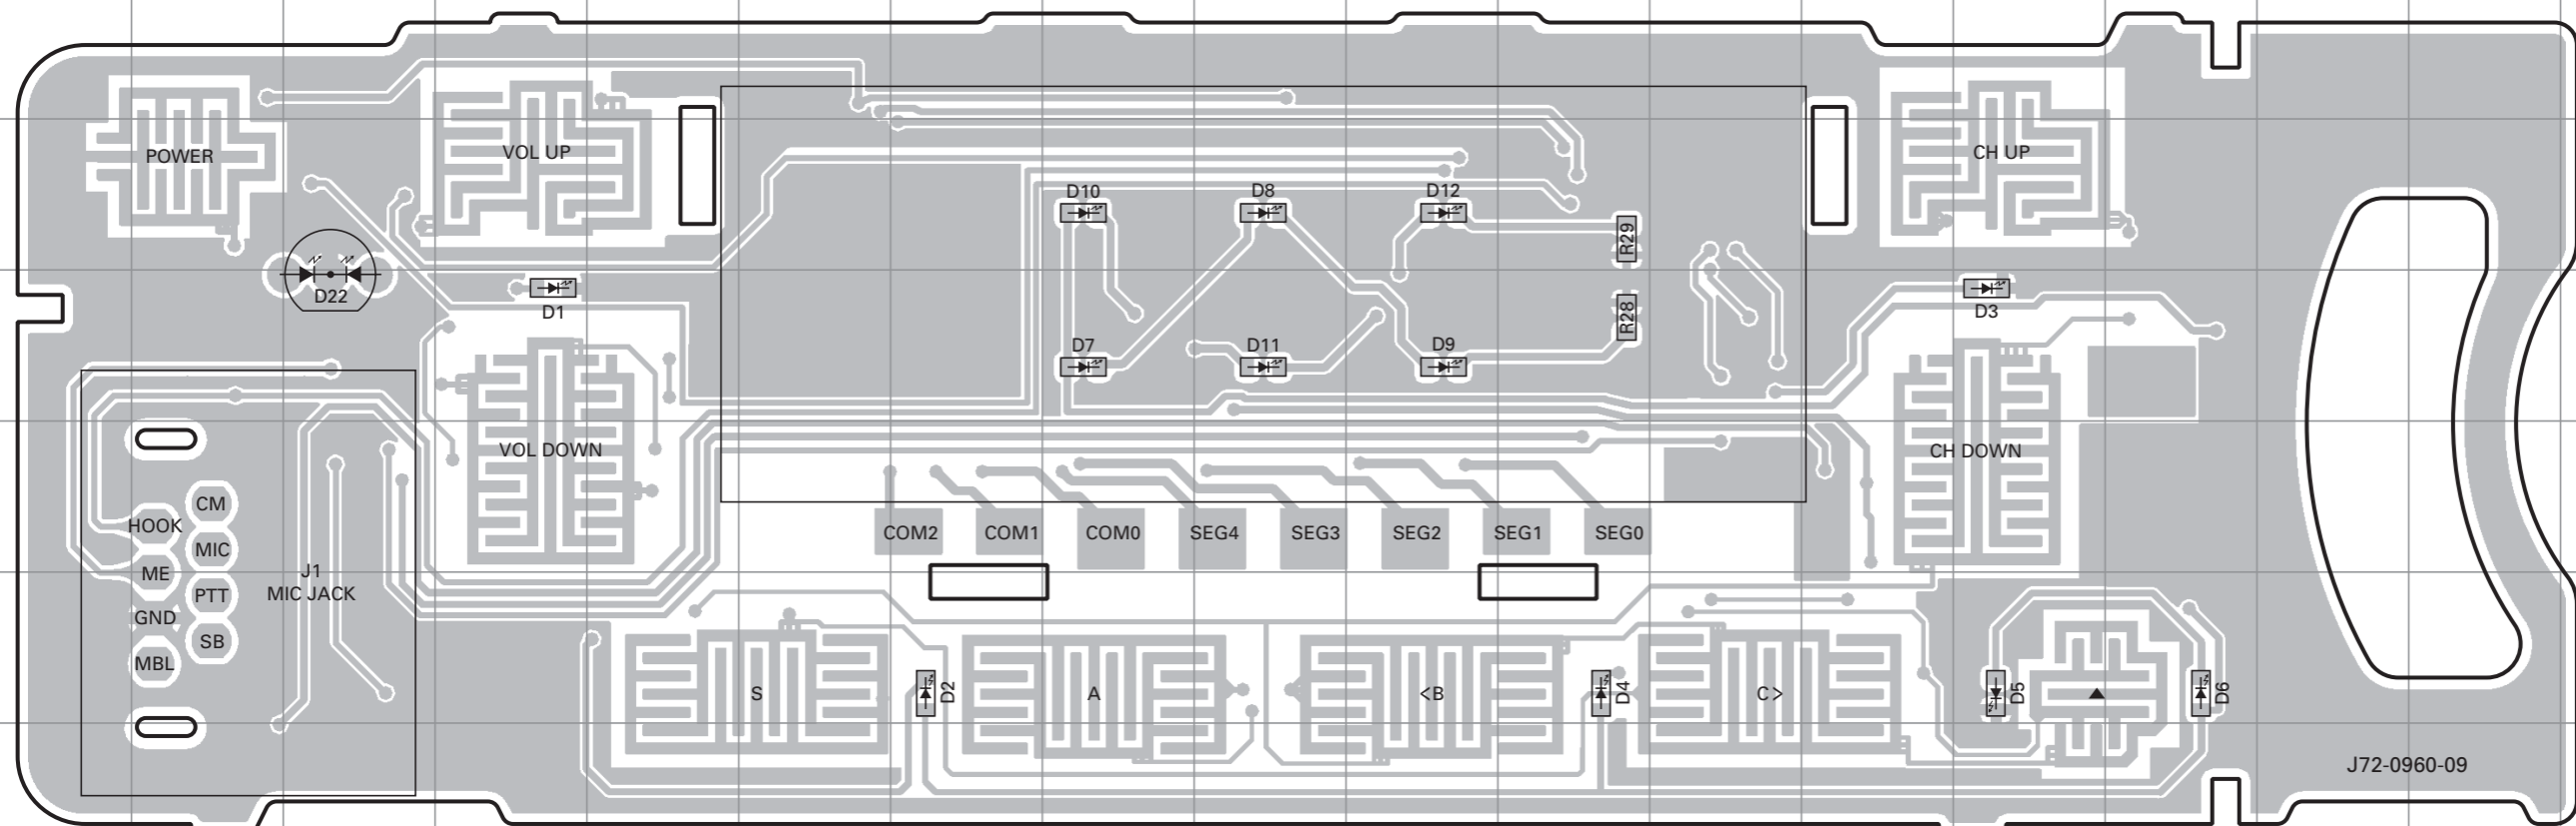 POWER
VOL UP
CH UP
D10
D8
D12
R29
D22
D1
D3
R28
D7
D11
D9
VOL DOWN
CH DOWN
CM
HOOK
MIC
ME
PTT
GND
SB
MBL
J1
MIC JACK
COM2
COM1
COM0
SEG4
SEG3
SEG2
SEG1
SEG0
S
D2
A
<B
D4
C>
D5
▲
D6
J72-0960-09